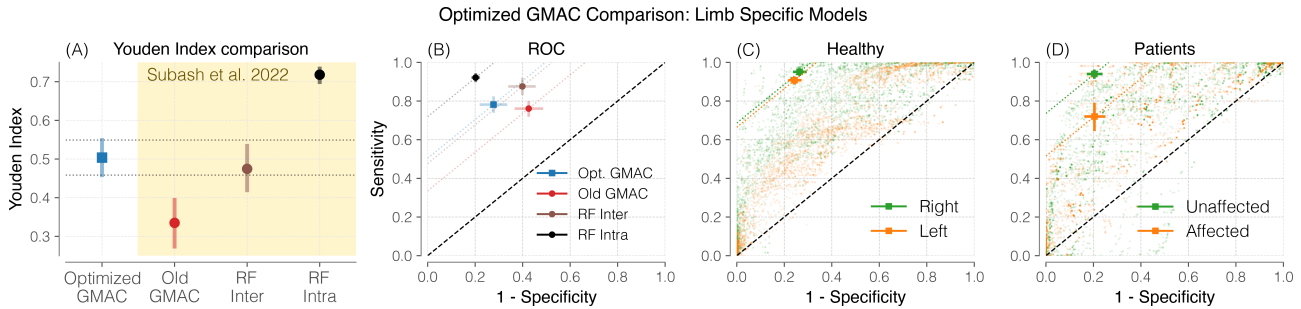 Optimized GMAC Comparison: Limb Specific Models
(A) Youden Index comparison
Subash et al. 2022
Youden Index
0.7
0.6
0.5
0.4
0.3
Optimized
GMAC
Old
GMAC
RF
Inter
RF
Intra
(B) ROC
Sensitivity
1.0
0.8
0.6
0.4
0.2
0.0
Opt. GMAC
Old GMAC
RF Inter
RF Intra
0.0 0.2 0.4 0.6 0.8 1.0
1 - Specificity
(C) Healthy
1.0
0.8
0.6
0.4
0.2
0.0
Right
Left
0.0 0.2 0.4 0.6 0.8 1.0
1 - Specificity
(D) Patients
1.0
0.8
0.6
0.4
0.2
0.0
Unaffected
Affected
0.0 0.2 0.4 0.6 0.8 1.0
1 - Specificity